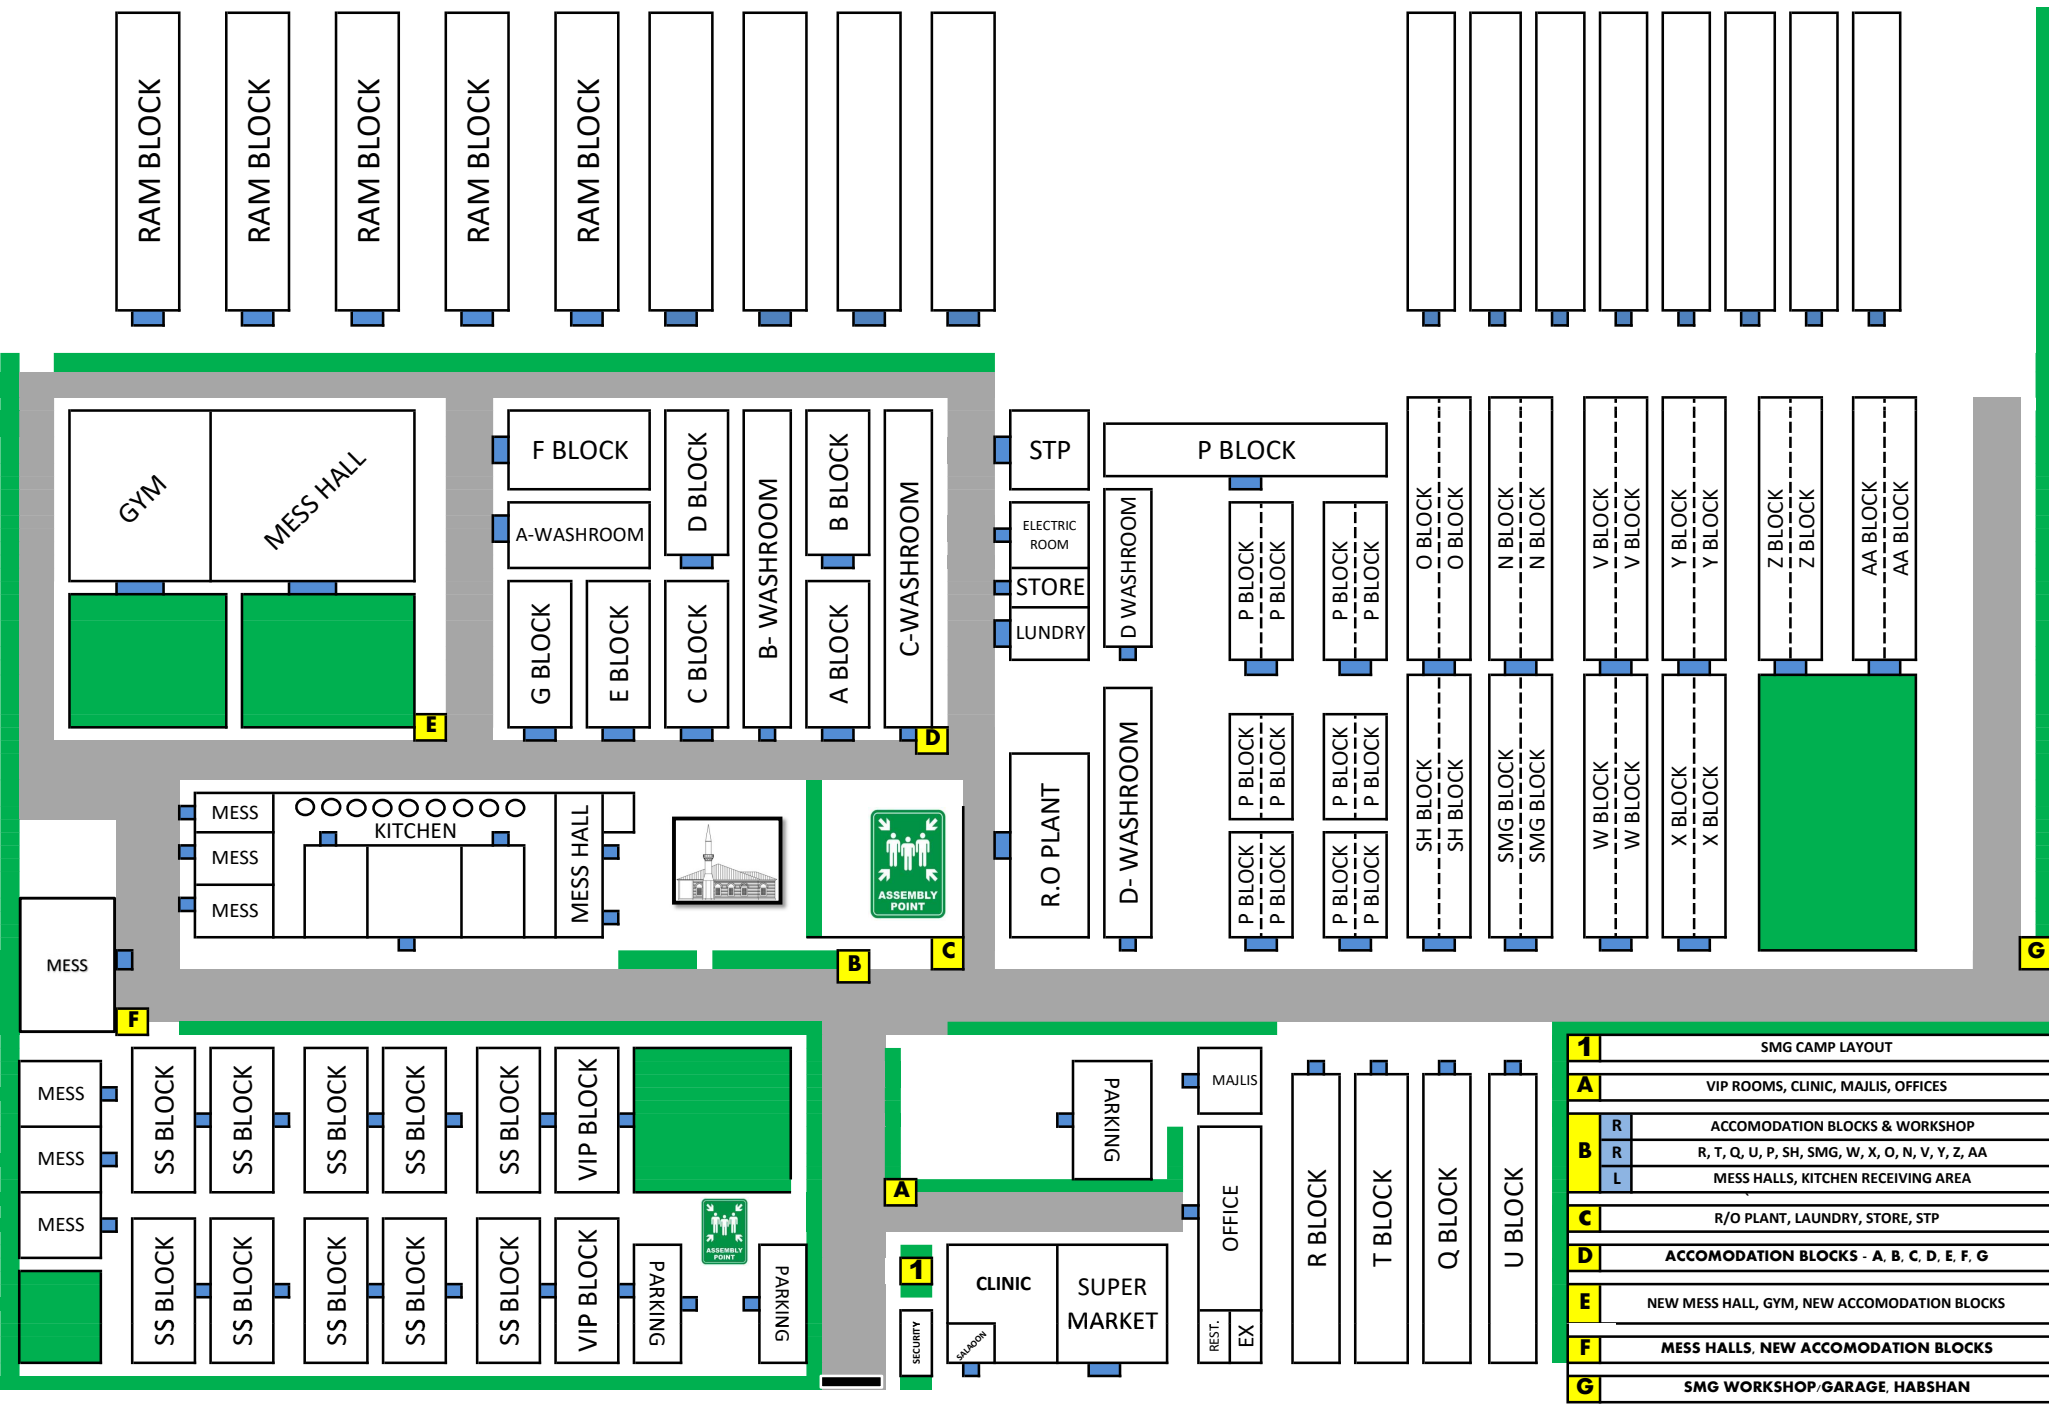 RAM BLOCK
RAM BLOCK
RAM BLOCK
RAM BLOCK
RAM BLOCK
GYM
MESS HALL
E
F BLOCK
A-WASHROOM
G BLOCK
E BLOCK
D BLOCK
C BLOCK
B- WASHROOM
B BLOCK
A BLOCK
C-WASHROOM
D
STP
ELECTRIC
ROOM
STORE
LUNDRY
P BLOCK
D WASHROOM
P BLOCK
P BLOCK
P BLOCK
P BLOCK
O BLOCK
O BLOCK
N BLOCK
N BLOCK
V BLOCK
V BLOCK
Y BLOCK
Y BLOCK
Z BLOCK
Z BLOCK
AA BLOCK
AA BLOCK
R.O PLANT
D- WASHROOM
P BLOCK
P BLOCK
P BLOCK
P BLOCK
P BLOCK
P BLOCK
P BLOCK
P BLOCK
SH BLOCK
SH BLOCK
SMG BLOCK
SMG BLOCK
W BLOCK
W BLOCK
X BLOCK
X BLOCK
MESS
MESS
MESS
KITCHEN
MESS HALL
ASSEMBLY
POINT
C
B
G
MESS
F
MESS
MESS
MESS
SS BLOCK
SS BLOCK
SS BLOCK
SS BLOCK
SS BLOCK
VIP BLOCK
SS BLOCK
SS BLOCK
SS BLOCK
SS BLOCK
SS BLOCK
VIP BLOCK
ASSEMBLY
POINT
PARKING
PARKING
PARKING
MAJLIS
A
OFFICE
1
SECURITY
CLINIC
SALAOON
SUPER
MARKET
REST.
EX
R BLOCK
T BLOCK
Q BLOCK
U BLOCK
1 SMG CAMP LAYOUT
A VIP ROOMS, CLINIC, MAJLIS, OFFICES
B
R ACCOMODATION BLOCKS & WORKSHOP
R R, T, Q, U, P, SH, SMG, W, X, O, N, V, Y, Z, AA
L MESS HALLS, KITCHEN RECEIVING AREA
C R/O PLANT, LAUNDRY, STORE, STP
D ACCOMODATION BLOCKS - A, B, C, D, E, F, G
E NEW MESS HALL, GYM, NEW ACCOMODATION BLOCKS
F MESS HALLS, NEW ACCOMODATION BLOCKS
G SMG WORKSHOP/GARAGE, HABSHAN